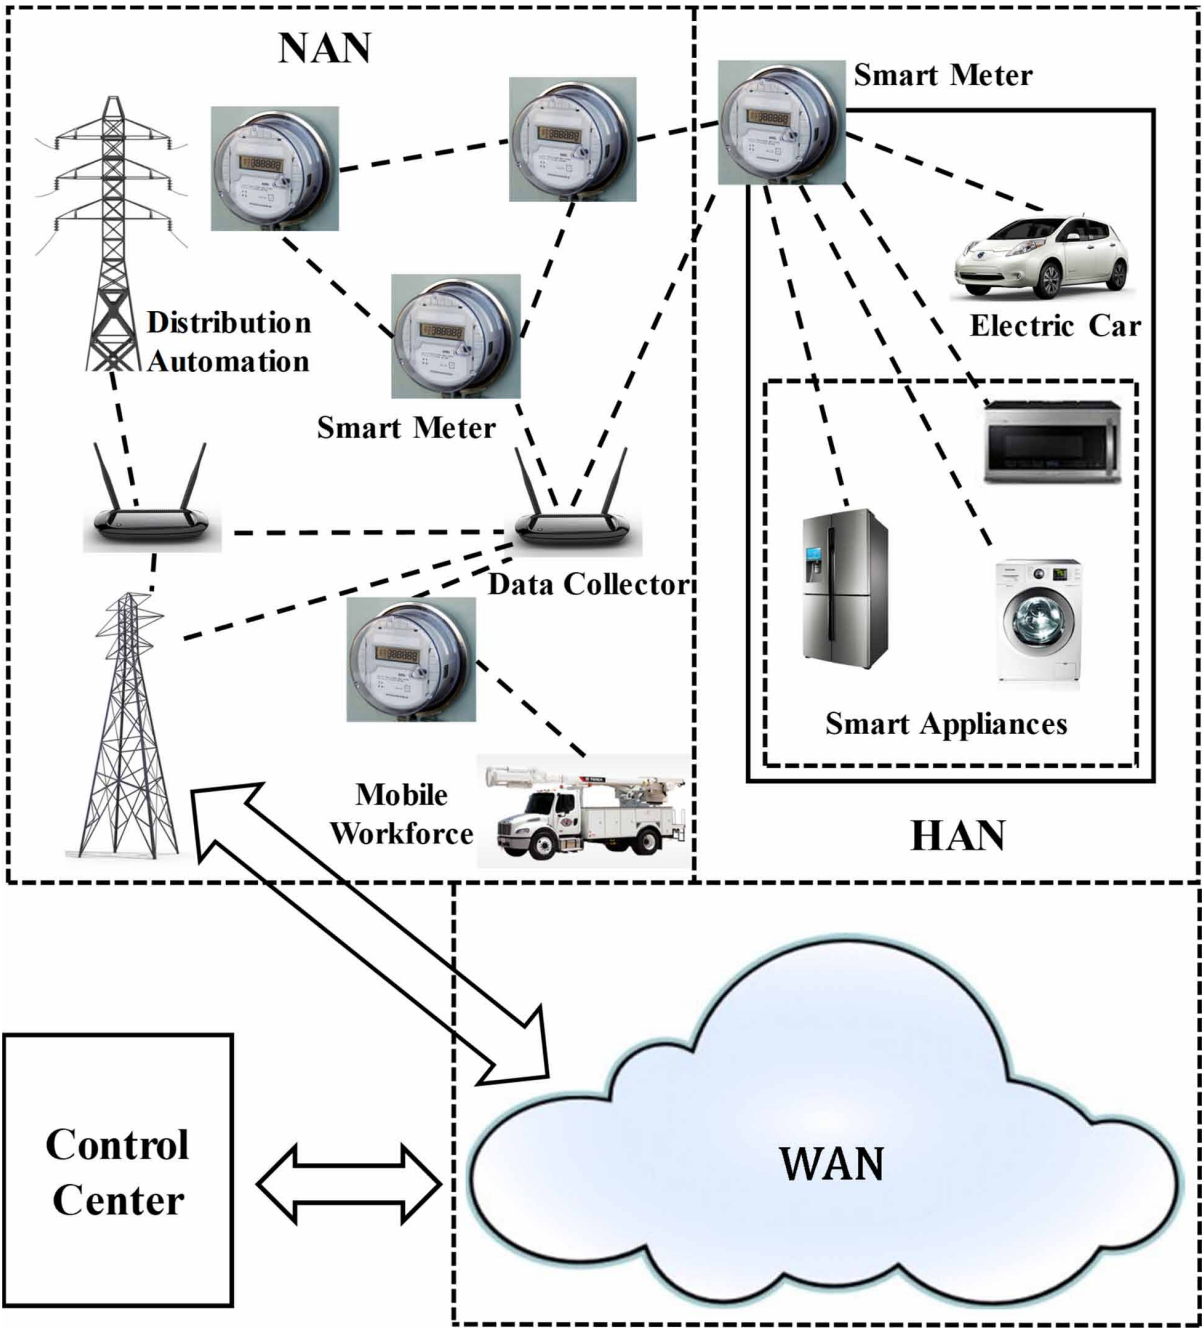 NAN
Smart Meter
Distribution
Automation
Electric Car
Smart Meter
Data Collector
Smart Appliances
Mobile
Workforce
HAN
Control
Center
WAN